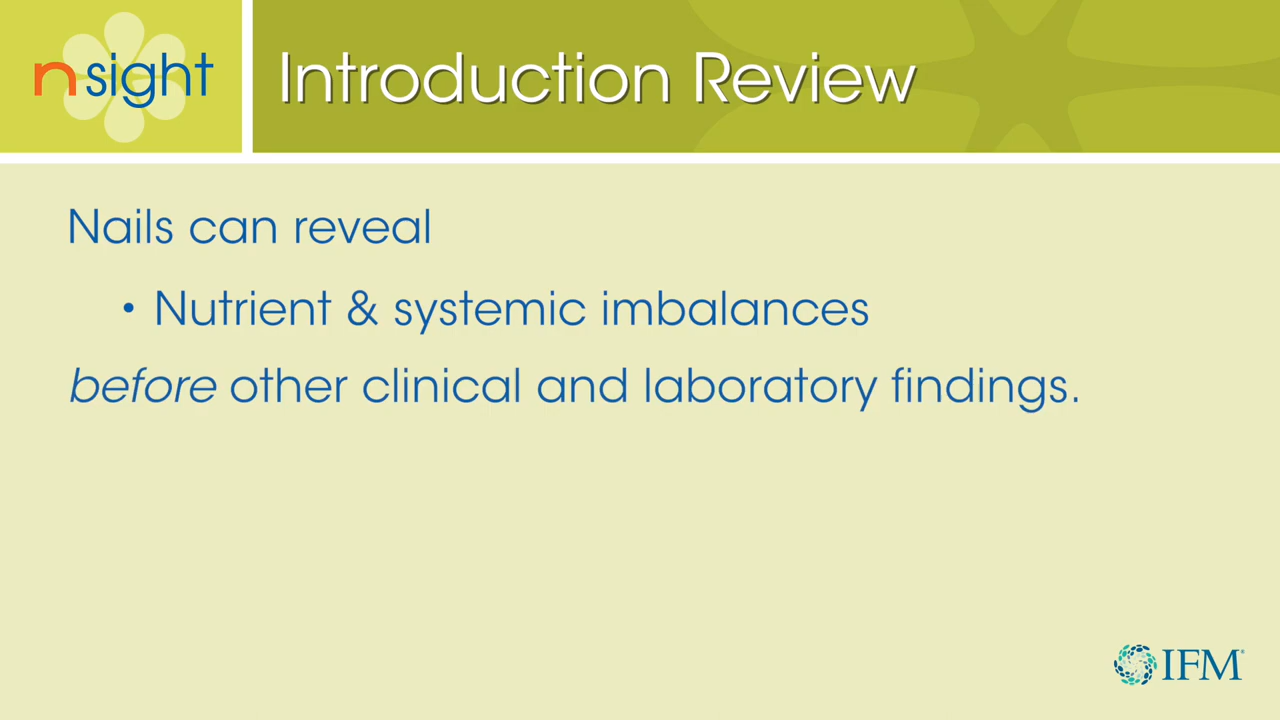 nsight
Introduction Review
Nails can reveal
• Nutrient & systemic imbalances
before other clinical and laboratory findings.
IFM®